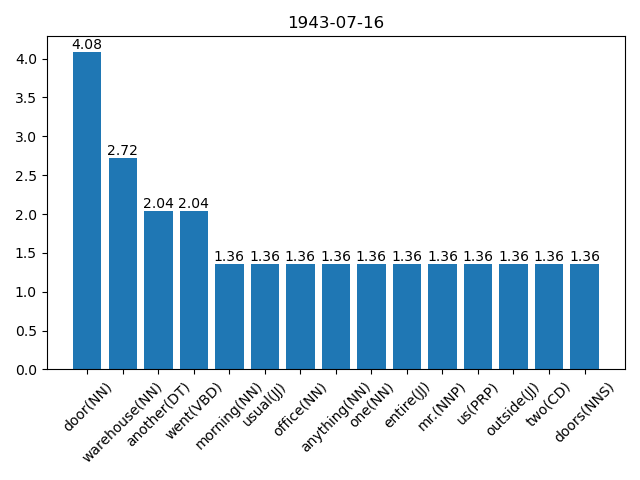 1943-07-16
4.08
2.72
2.04 2.04
1.36 1.36 1.36 1.36 1.36 1.36 1.36 1.36 1.36 1.36 1.36
4.0
3.5
3.0
2.5
2.0
1.5
1.0
0.5
0.0
door(NN)
warehouse(NN)
another(DT)
went(VBD)
morning(NN)
usual(JJ)
office(NN)
anything(NN)
one(NN)
entire(JJ)
mr.(NNP)
us(PRP)
outside(JJ)
two(CD)
doors(NNS)